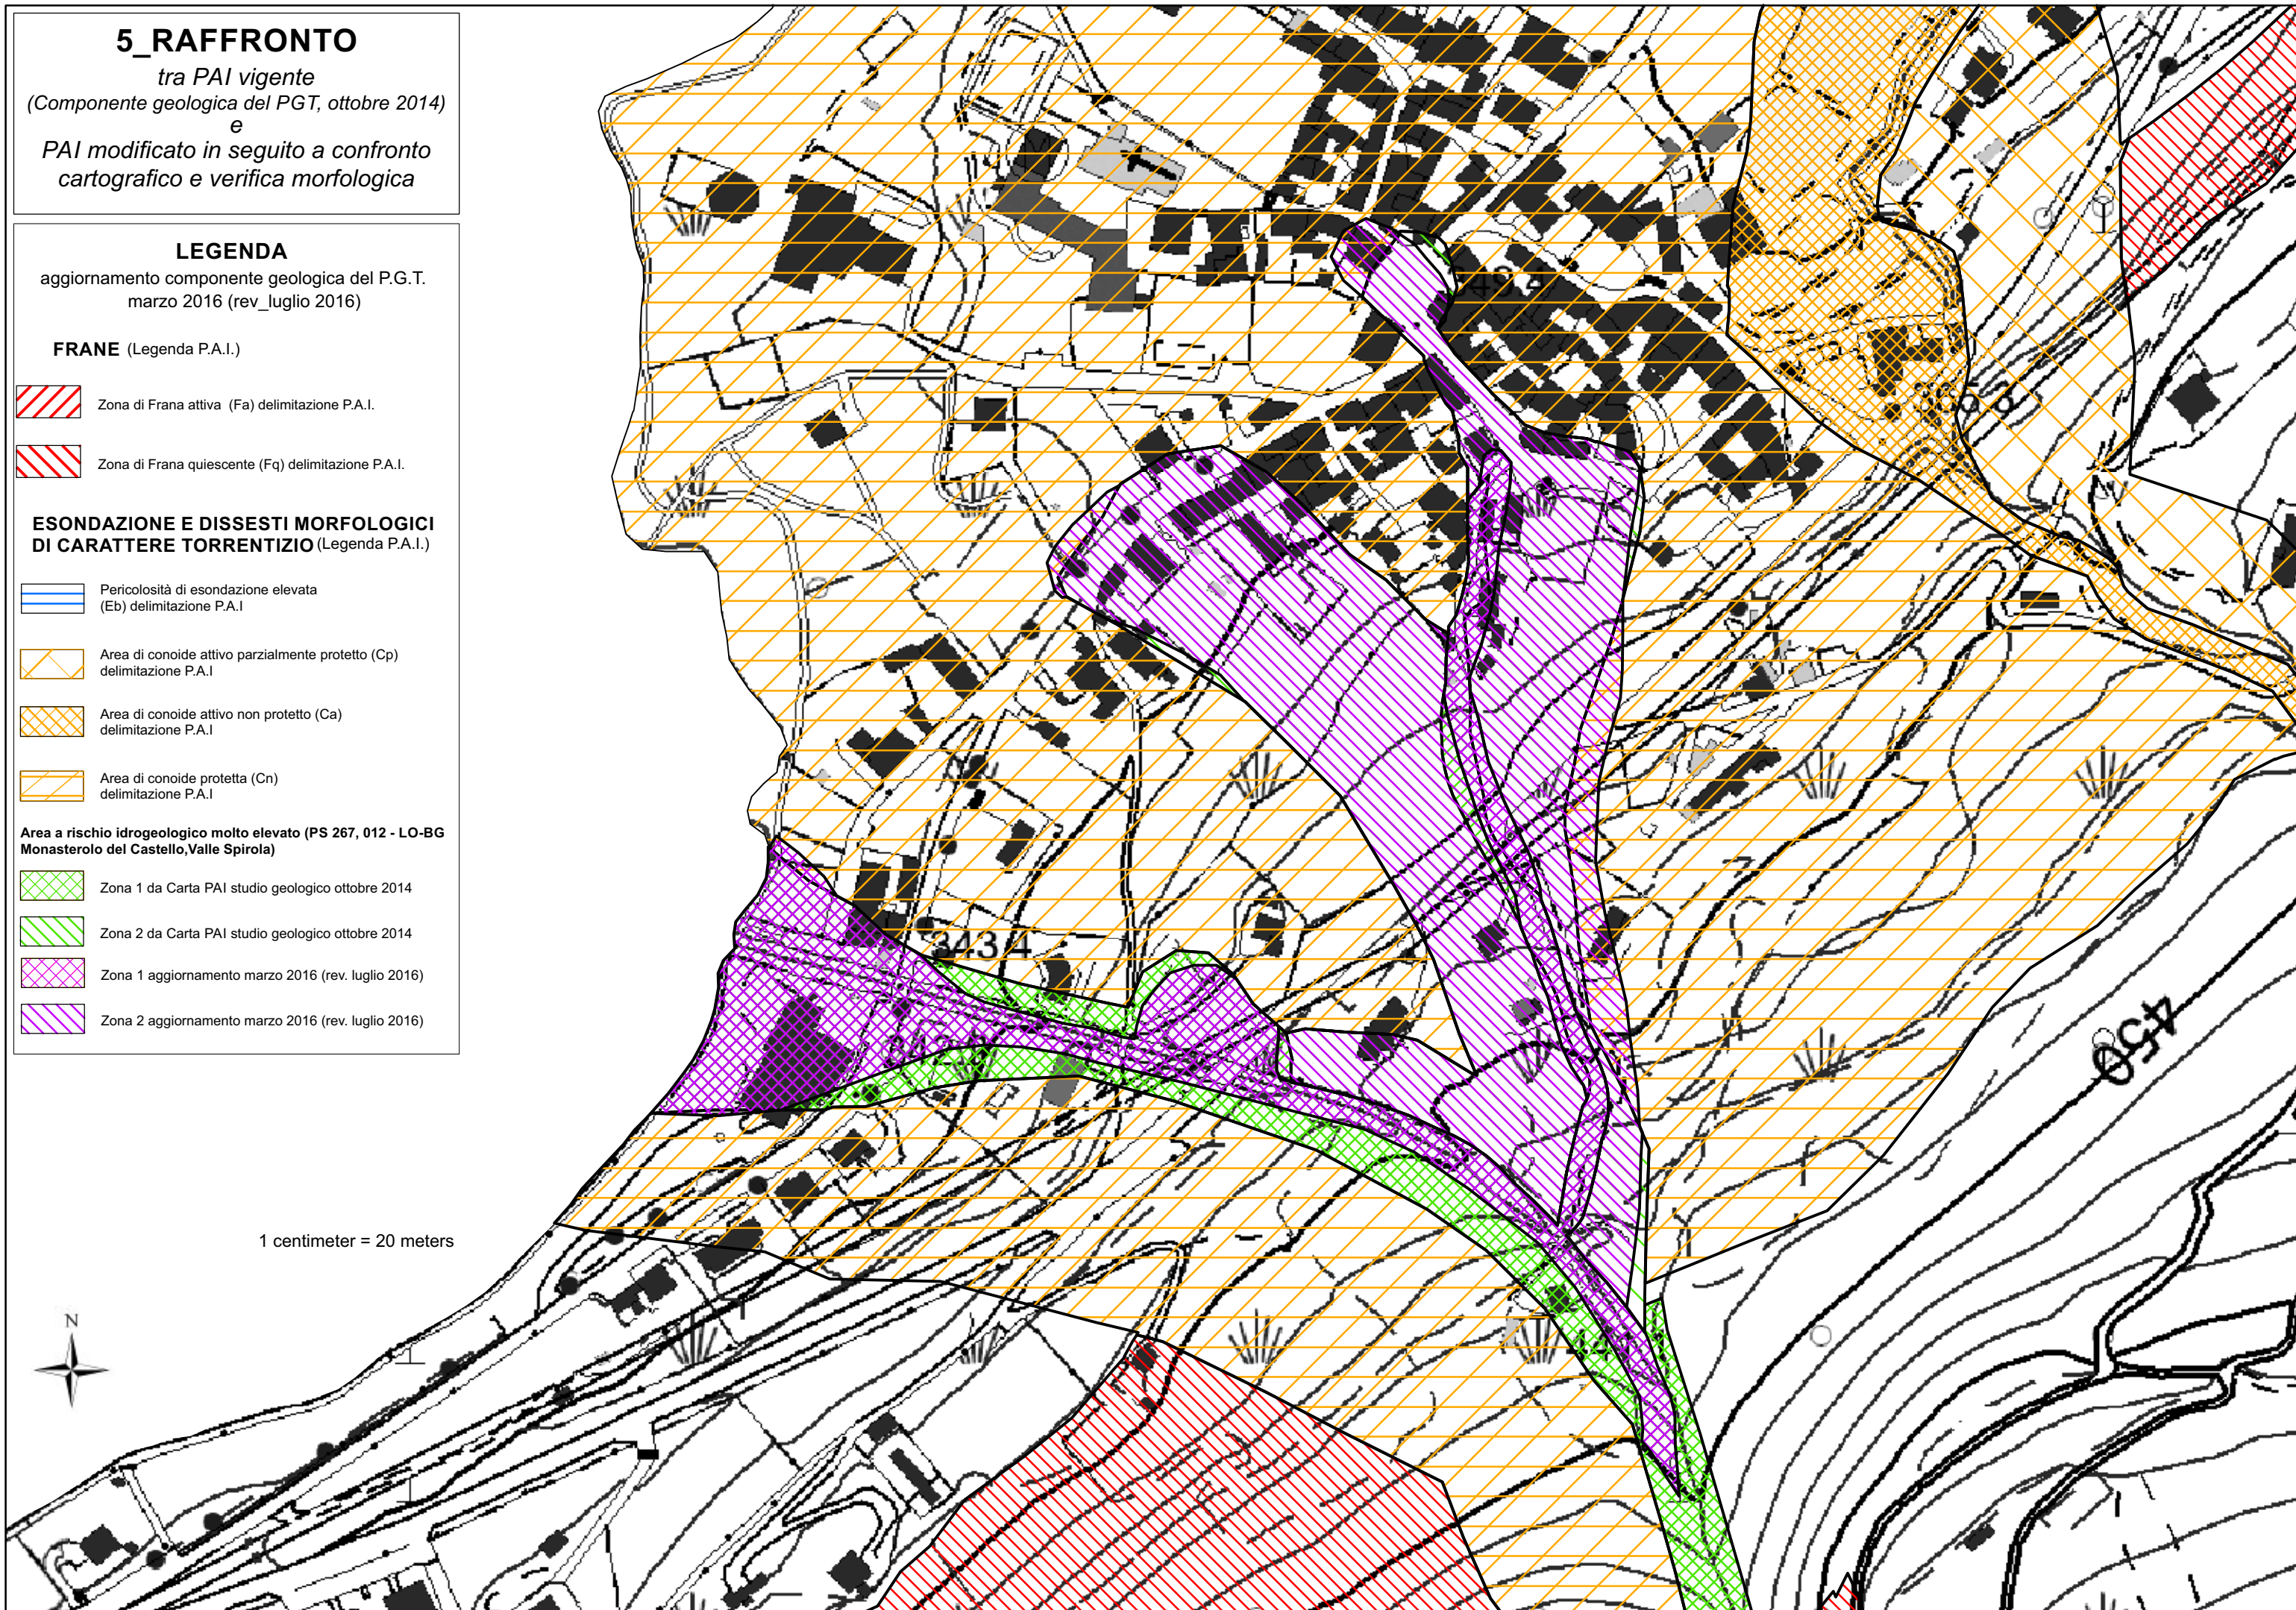 5_RAFFRONTO
tra PAI vigente
(Componente geologica del PGT, ottobre 2014)
e
PAI modificato in seguito a confronto
cartografico e verifica morfologica
LEGENDA
aggiornamento componente geologica del P.G.T.
marzo 2016 (rev_luglio 2016)
FRANE (Legenda P.A.I.)
Zona di Frana attiva (Fa) delimitazione P.A.I.
Zona di Frana quiescente (Fq) delimitazione P.A.I.
ESONDAZIONE E DISSESTI MORFOLOGICI
DI CARATTERE TORRENTIZIO (Legenda P.A.I.)
Pericolosità di esondazione elevata
(Eb) delimitazione P.A.I
Area di conoide attivo parzialmente protetto (Cp)
delimitazione P.A.I
Area di conoide attivo non protetto (Ca)
delimitazione P.A.I
Area di conoide protetta (Cn)
delimitazione P.A.I
Area a rischio idrogeologico molto elevato (PS 267, 012 - LO-BG
Monasterolo del Castello,Valle Spirola)
Zona 1 da Carta PAI studio geologico ottobre 2014
Zona 2 da Carta PAI studio geologico ottobre 2014
Zona 1 aggiornamento marzo 2016 (rev. luglio 2016)
Zona 2 aggiornamento marzo 2016 (rev. luglio 2016)
1 centimeter = 20 meters
N
343.4
450